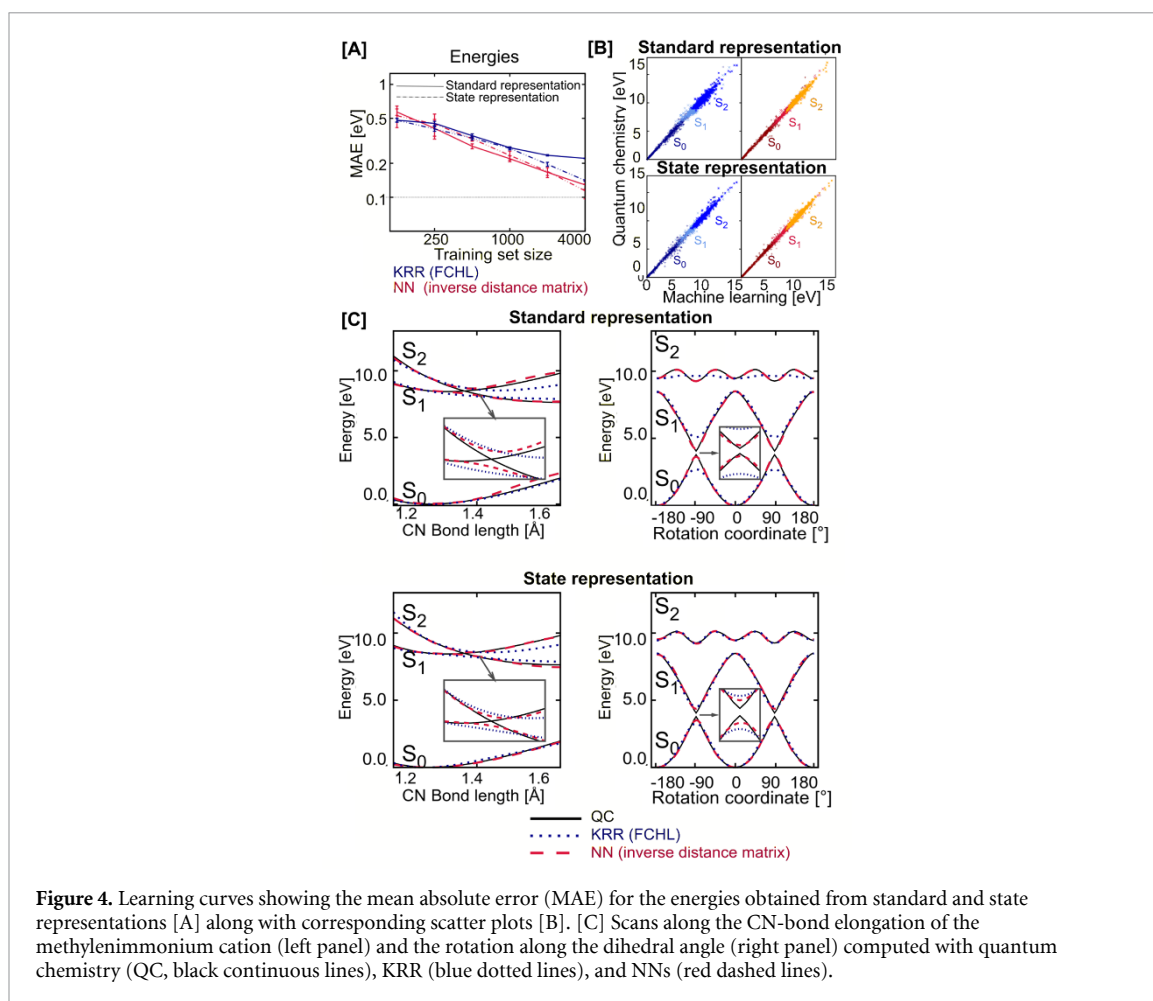 [A]
Energies
1
Standard representation
State representation
0.5
MAE [eV]
0.2
0.1
250 1000 4000
Training set size
KRR (FCHL)
NN (inverse distance matrix)
[B]
Standard representation
15
10
5
0
S2
S1
S0
S2
S1
S0
State representation
15
10
5
0
S2
S1
S0
S2
S1
S0
Quantum chemistry [eV]
0 5 10 15 5 10 15
Machine learning [eV]
[C]
Standard representation
S2
10.0
S1
Energy [eV]
5.0
S0
0.0
1.2 1.4 1.6
CN Bond length [Å]
S2
10.0
S1
Energy [eV]
5.0
S0
0.0
-180 -90 0 90 180
Rotation coordinate [°]
State representation
S2
10.0
S1
Energy [eV]
5.0
S0
0.0
1.2 1.4 1.6
CN Bond length [Å]
S2
10.0
S1
Energy [eV]
5.0
S0
0.0
-180 -90 0 90 180
Rotation coordinate [°]
QC
KRR (FCHL)
NN (inverse distance matrix)
Figure 4. Learning curves showing the mean absolute error (MAE) for the energies obtained from standard and state
representations [A] along with corresponding scatter plots [B]. [C] Scans along the CN-bond elongation of the
methylenimmonium cation (left panel) and the rotation along the dihedral angle (right panel) computed with quantum
chemistry (QC, black continuous lines), KRR (blue dotted lines), and NNs (red dashed lines).